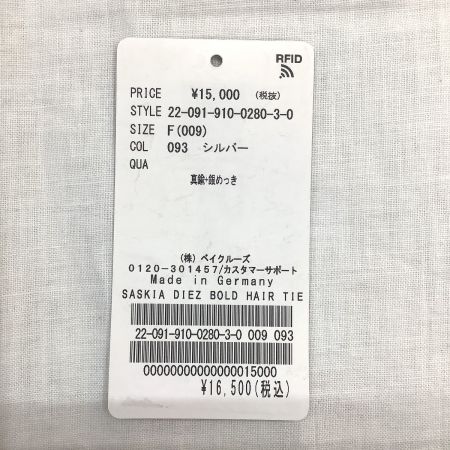 RFID
PRICE ¥15,000 (税抜)
STYLE 22-091-910-0280-3-0
SIZE F(009)
COL 093 シルバー
QUA
真鍮・銀めっき
(株) ベイクルーズ
0120-301457/カスタマーサポート
Made in Germany
SASKIA DIEZ BOLD HAIR TIE
22-091-910-0280-3-0 009 093
00000000000000015000
¥16,500(税込)